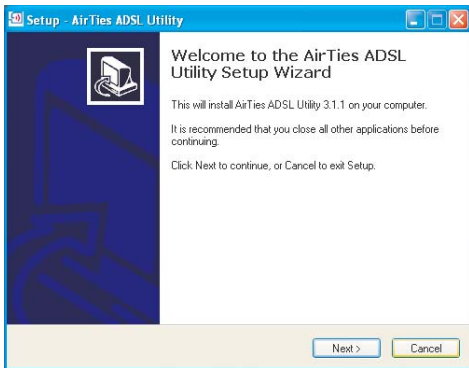 Setup - AirTies ADSL Utility
Welcome to the AirTies ADSL
Utility Setup Wizard
This will install AirTies ADSL Utility 3.1.1 on your computer.
It is recommended that you close all other applications before
continuing.
Click Next to continue, or Cancel to exit Setup.
Next >
Cancel